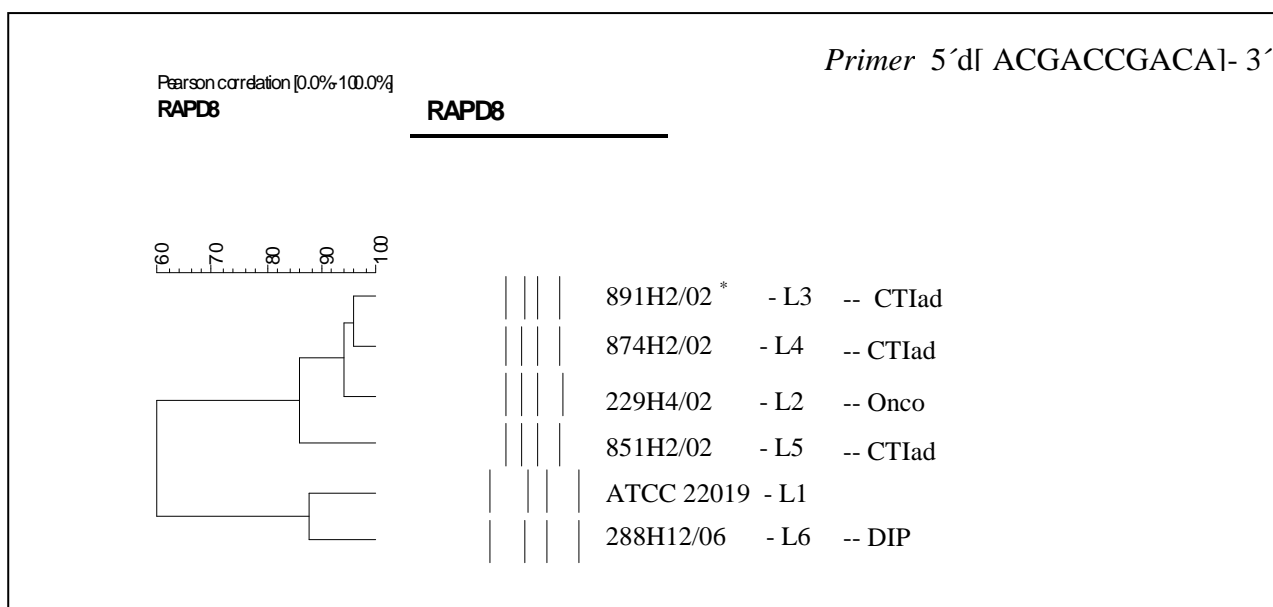 Primer 5´d[ ACGACCGACA]- 3´
Pearson correlation [0.0%-100.0%]
RAPD8 RAPD8
60 70 80 90 100
891H2/02 * - L3 -- CTIad
874H2/02 - L4 -- CTIad
229H4/02 - L2 -- Onco
851H2/02 - L5 -- CTIad
ATCC 22019 - L1
288H12/06 - L6 -- DIP